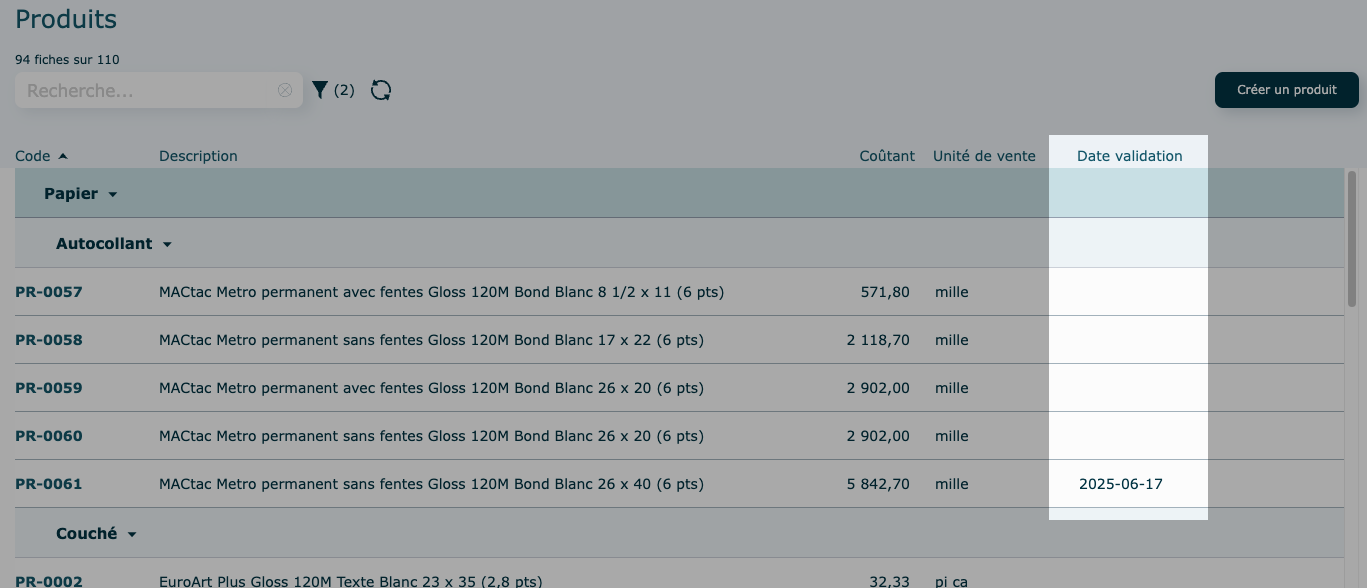 Produits
94 fiches sur 110
Recherche...
(2)
Créer un produit
Code Description Coûtant Unité de vente Date validation
Papier
Autocollant
PR-0057 MACtac Metro permanent avec fentes Gloss 120M Bond Blanc 8 1/2 x 11 (6 pts) 571,80 mille
PR-0058 MACtac Metro permanent sans fentes Gloss 120M Bond Blanc 17 x 22 (6 pts) 2 118,70 mille
PR-0059 MACtac Metro permanent avec fentes Gloss 120M Bond Blanc 26 x 20 (6 pts) 2 902,00 mille
PR-0060 MACtac Metro permanent sans fentes Gloss 120M Bond Blanc 26 x 20 (6 pts) 2 902,00 mille
PR-0061 MACtac Metro permanent sans fentes Gloss 120M Bond Blanc 26 x 40 (6 pts) 5 842,70 mille 2025-06-17
Couché
PR-0002 EuroArt Plus Gloss 120M Texte Blanc 23 x 35 (2,8 pts) 32,33 pi ca